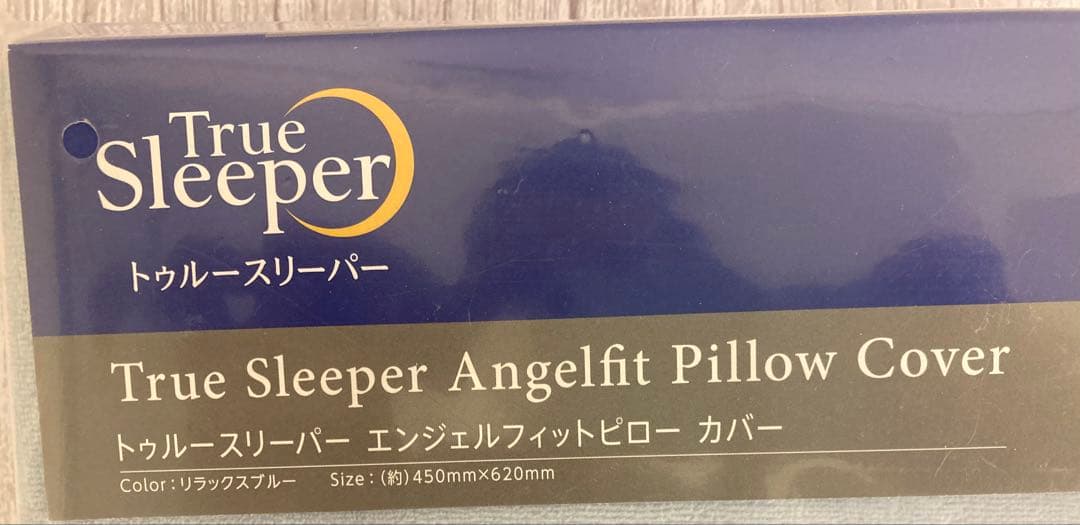 True
Sleeper
トゥルースリーパー
True Sleeper Angelfit Pillow Cover
トゥルースリーパー エンジェルフィットピロー カバー
Color：リラックスブルー Size：(約)450mm×620mm